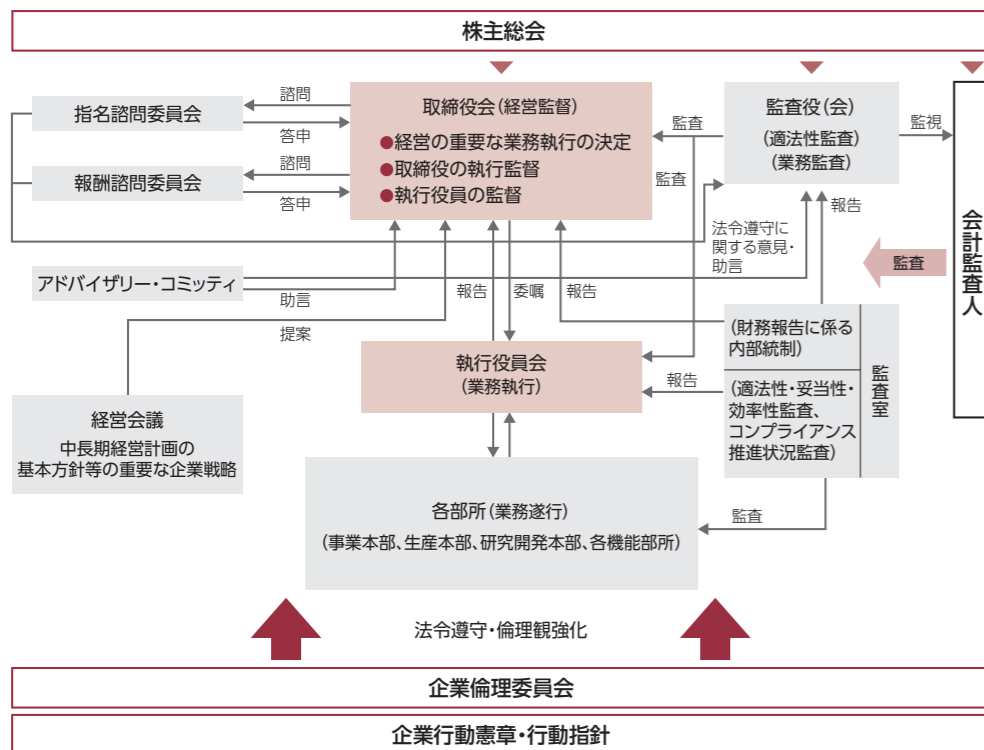 株主総会
指名諮問委員会
諮問
答申
報酬諮問委員会
諮問
答申
取締役会(経営監督)
●経営の重要な業務執行の決定
●取締役の執行監督
●執行役員の監督
監査
監査
監査役(会)
(適法性監査)
(業務監査)
監視
会計監査人
監査
報告
法令遵守に
関する意見・
助言
アドバイザリー・コミッティ
助言
提案
報告
委嘱
報告
執行役員会
(業務執行)
報告
(財務報告に係る
内部統制)
(適法性・妥当性・
効率性監査、
コンプライアンス
推進状況監査)
監査室
経営会議
中長期経営計画の
基本方針等の重要な企業戦略
各部所(業務遂行)
(事業本部、生産本部、研究開発本部、各機能部所)
監査
法令遵守・倫理観強化
企業倫理委員会
企業行動憲章・行動指針